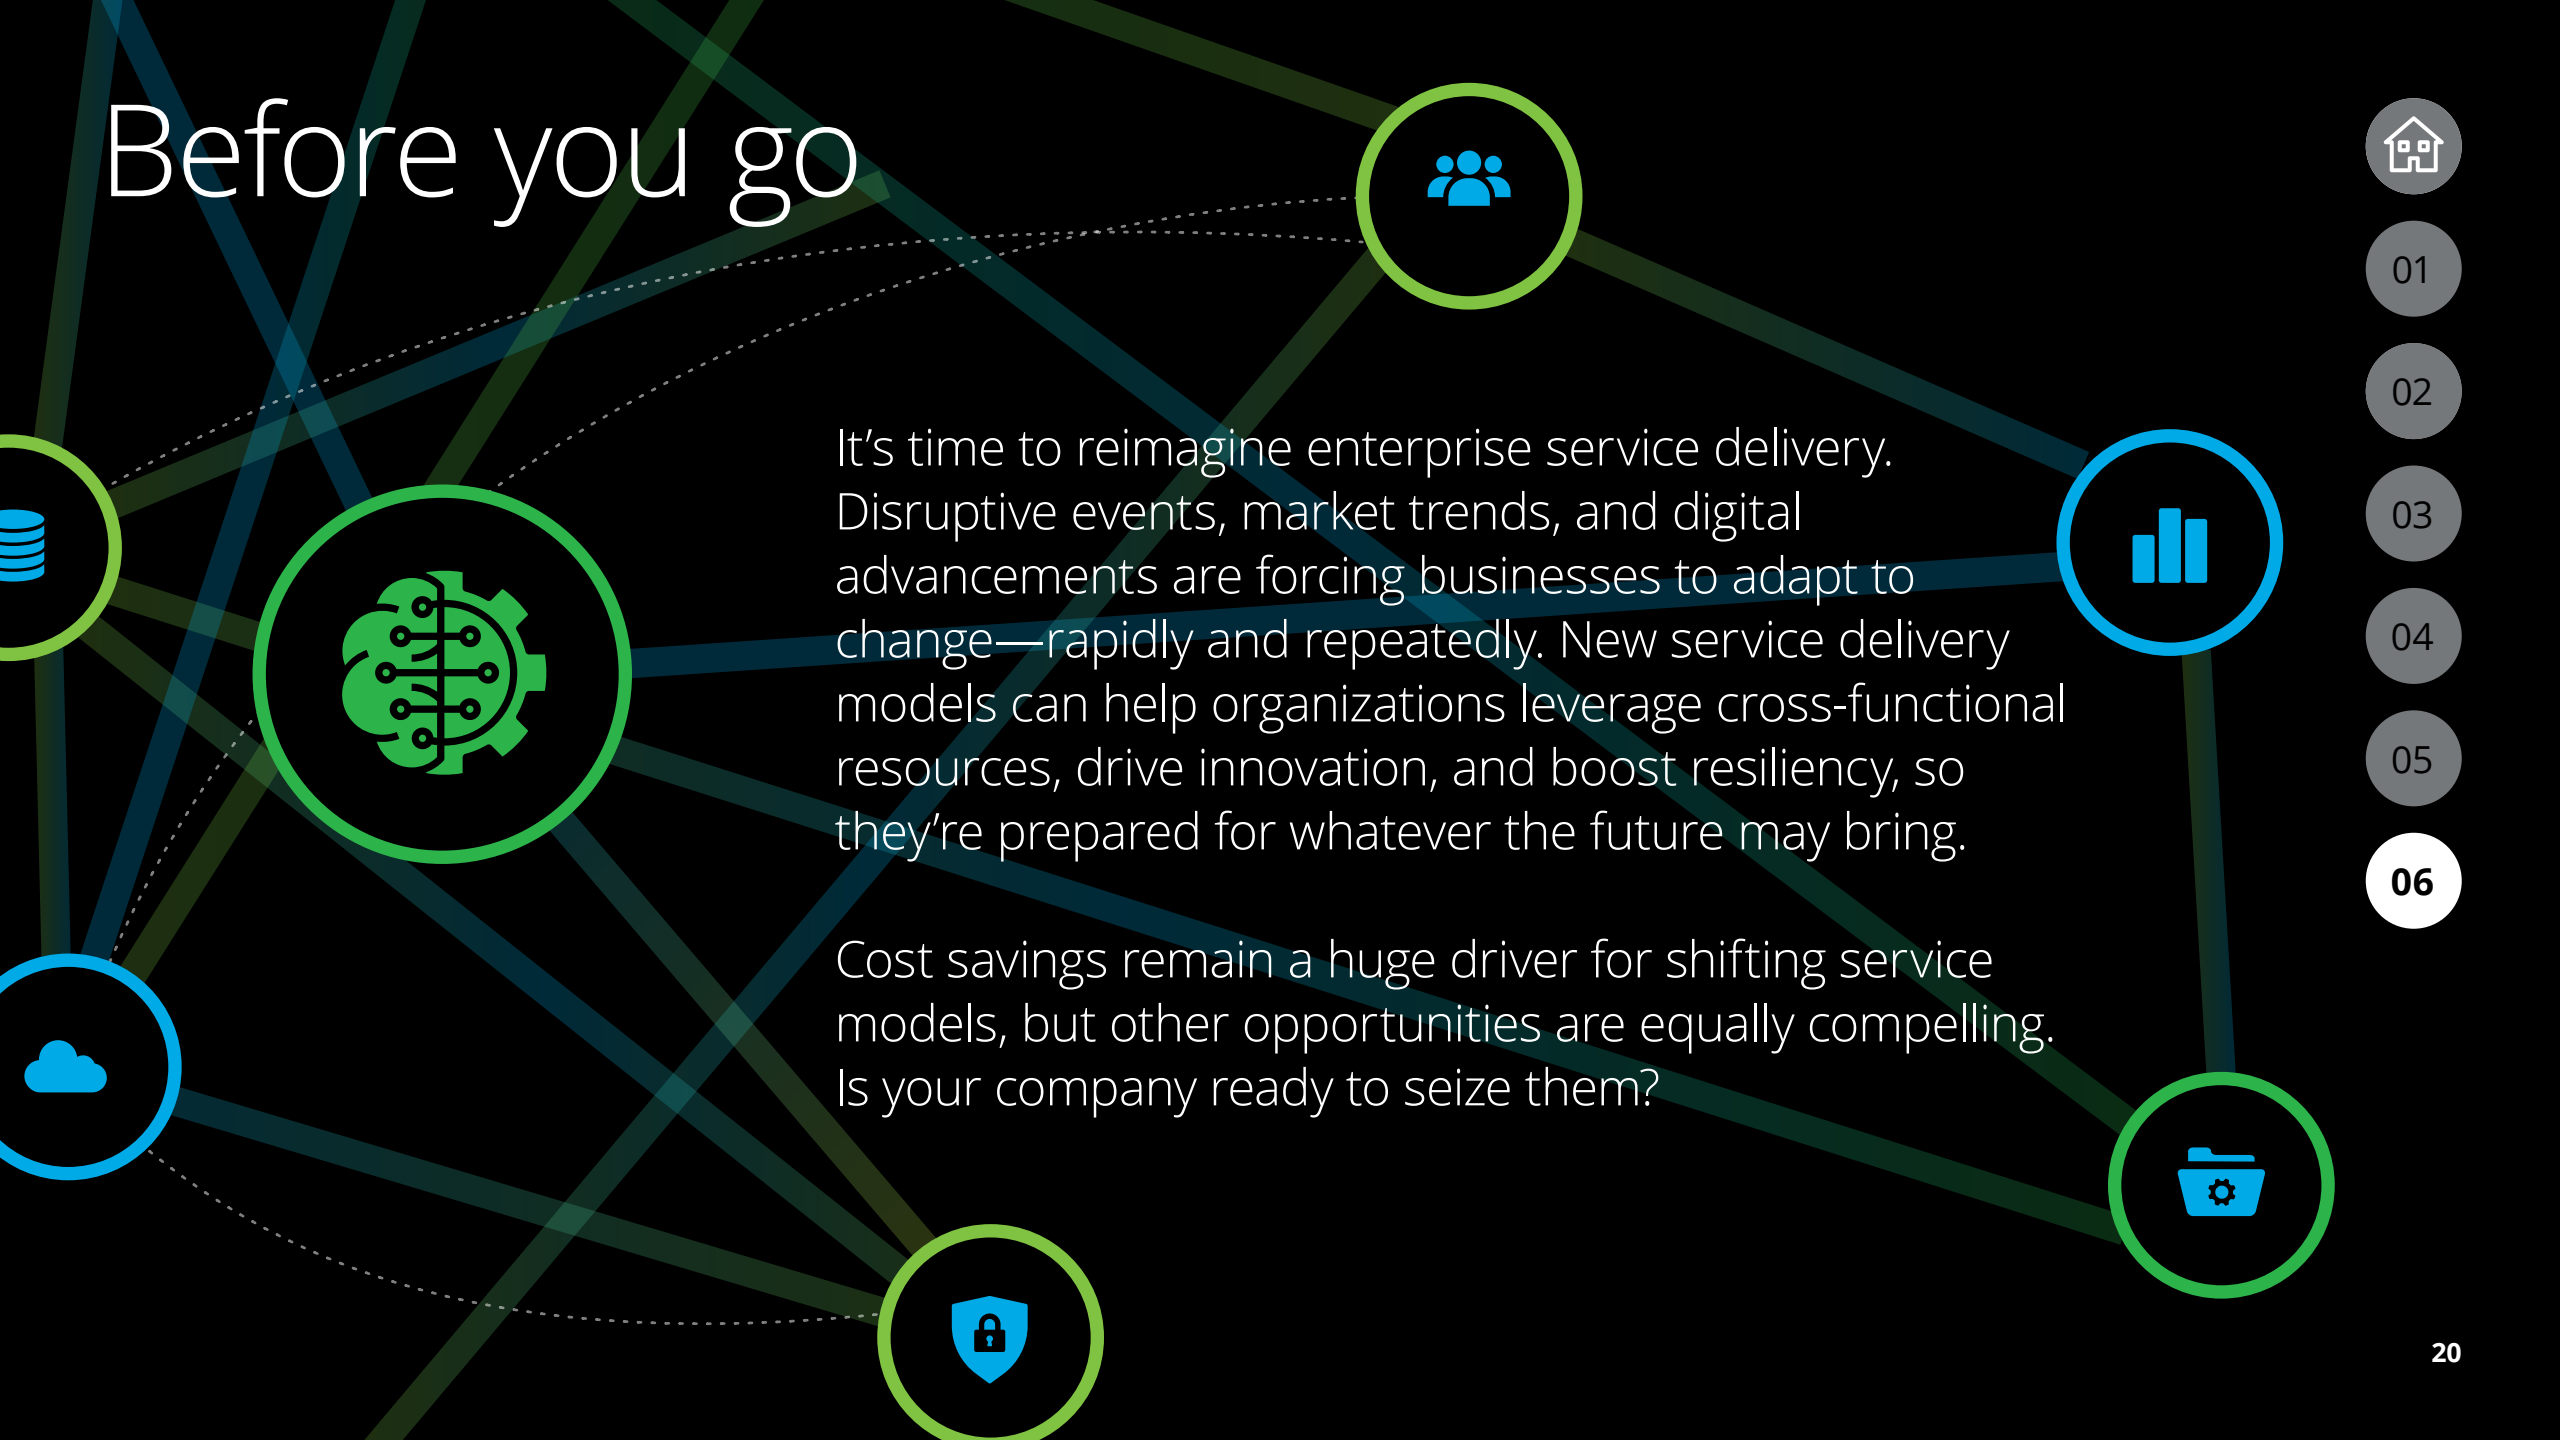 Before you go
It’s time to reimagine enterprise service delivery.
Disruptive events, market trends, and digital
advancements are forcing businesses to adapt to
change—rapidly and repeatedly. New service delivery
models can help organizations leverage cross-functional
resources, drive innovation, and boost resiliency, so
they’re prepared for whatever the future may bring.
Cost savings remain a huge driver for shifting service
models, but other opportunities are equally compelling.
Is your company ready to seize them?
01
02
03
04
05
06
20